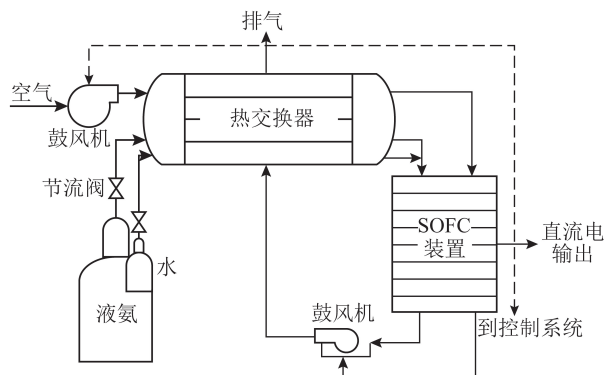 排气
空气
鼓风机
热交换器
节流阀
水
液氨
SOFC
装置
直流电
输出
鼓风机
到控制系统